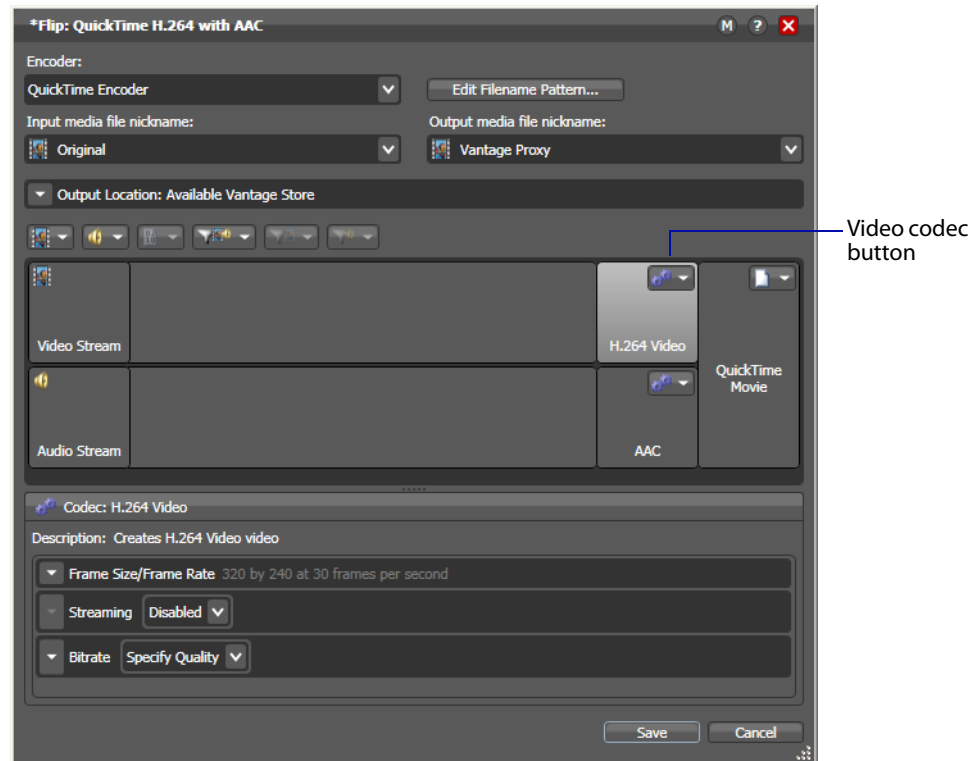 *Flip: QuickTime H.264 with AAC
M ? X
Encoder:
QuickTime Encoder
Edit Filename Pattern...
Input media file nickname:
Output media file nickname:
Original
Vantage Proxy
Output Location: Available Vantage Store
Video codec
button
Video Stream
H.264 Video
QuickTime
Movie
Audio Stream
AAC
Codec: H.264 Video
Description: Creates H.264 Video video
Frame Size/Frame Rate 320 by 240 at 30 frames per second
Streaming Disabled
Bitrate Specify Quality
Save
Cancel